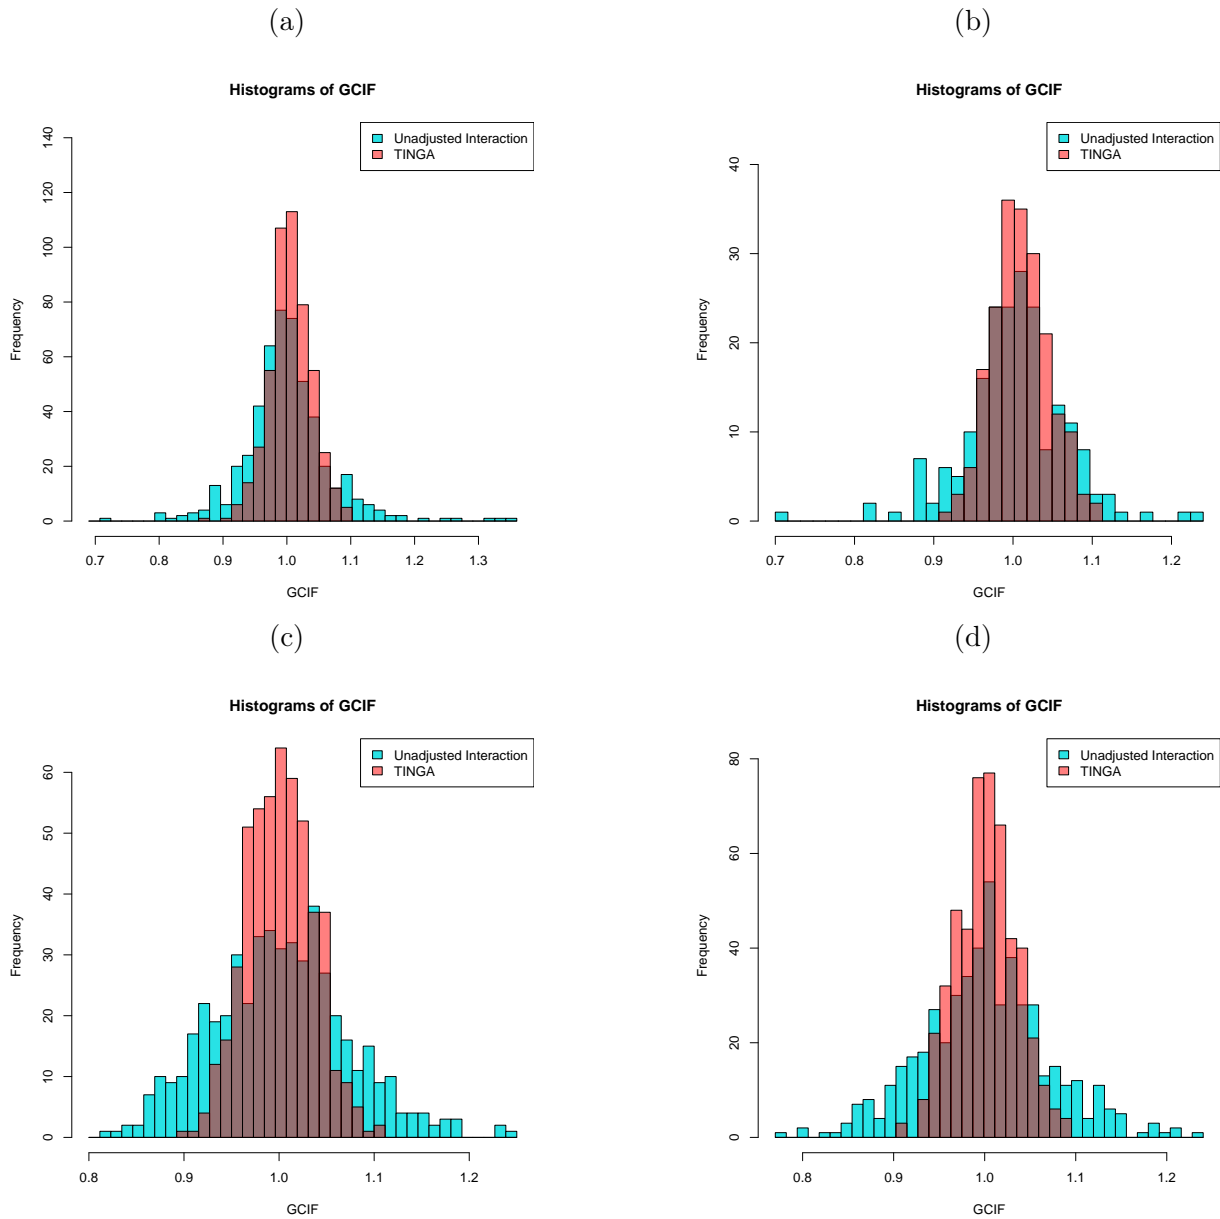 (a)
(b)
Histograms of GCIF
Histograms of GCIF
Unadjusted Interaction
TINGA
Unadjusted Interaction
TINGA
Frequency
0 20 40 60 80 100 120 140
0.7 0.8 0.9 1.0 1.1 1.2 1.3
GCIF
Frequency
0 10 20 30 40
0.7 0.8 0.9 1.0 1.1 1.2
GCIF
(c)
(d)
Histograms of GCIF
Histograms of GCIF
Unadjusted Interaction
TINGA
Unadjusted Interaction
TINGA
Frequency
0 10 20 30 40 50 60
0.8 0.9 1.0 1.1 1.2
GCIF
Frequency
0 20 40 60 80
0.8 0.9 1.0 1.1 1.2
GCIF